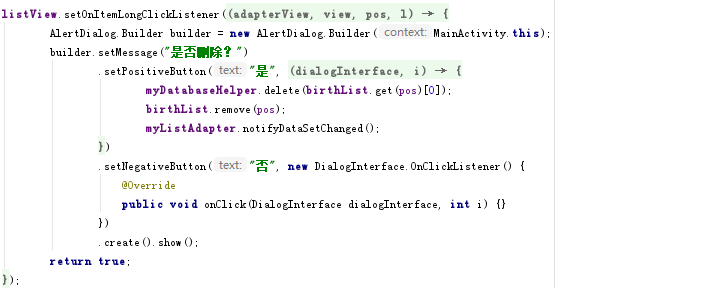 listView.setOnItemLongClickListener((adapterView, view, pos, l) → {
AlertDialog.Builder builder = new AlertDialog.Builder( context: MainActivity.this);
builder.setMessage("是否删除？")
.setPositiveButton( text: "是", (dialogInterface, i) → {
myDatabaseHelper.delete(birthList.get(pos)[0]);
birthList.remove(pos);
myListAdapter.notifyDataSetChanged();
})
.setNegativeButton( text: "否", new DialogInterface.OnClickListener() {
@Override
public void onClick(DialogInterface dialogInterface, int i) {}
})
.create().show();
return true;
});